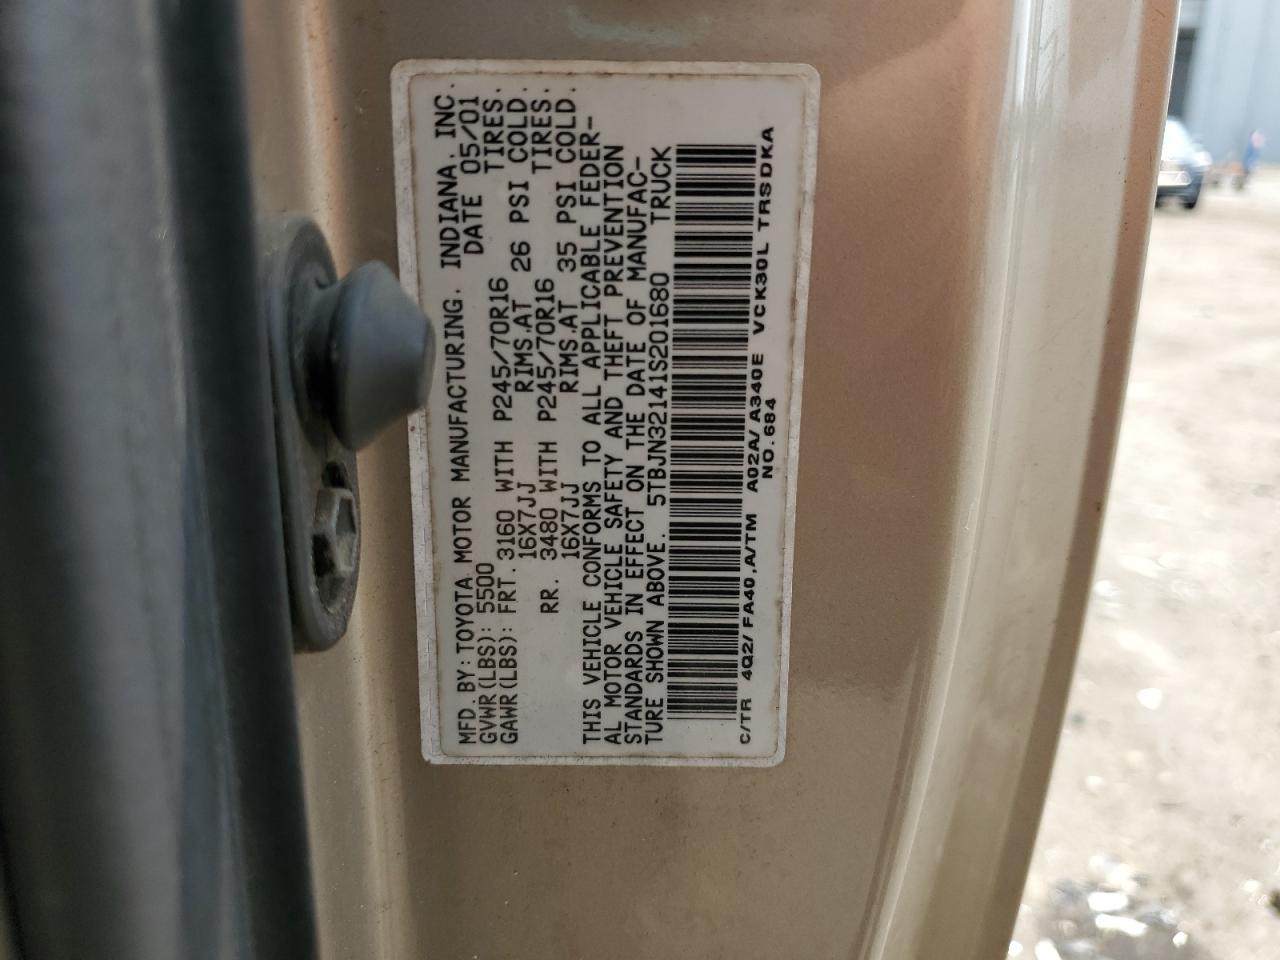 MFD. BY: TOYOTA MOTOR MANUFACTURING. INDIANA. INC.
GVWR(LBS): 5500 DATE 05/01
GAWR(LBS): FRT. 3160 WITH P245/70R16 TIRES.
16X7JJ RIMS.AT 26 PSI COLD.
RR. 3480 WITH P245/70R16 TIRES.
16X7JJ RIMS.AT 35 PSI COLD.
THIS VEHICLE CONFORMS TO ALL APPLICABLE FEDER-
AL MOTOR VEHICLE SAFETY AND THEFT PREVENTION
STANDARDS IN EFFECT ON THE DATE OF MANUFAC-
TURE SHOWN ABOVE. 5TBJN32141S201680 TRUCK
C/TR 4Q2/FA40,A/TM A02A/A340E VCK30L TRSDKA
NO.684